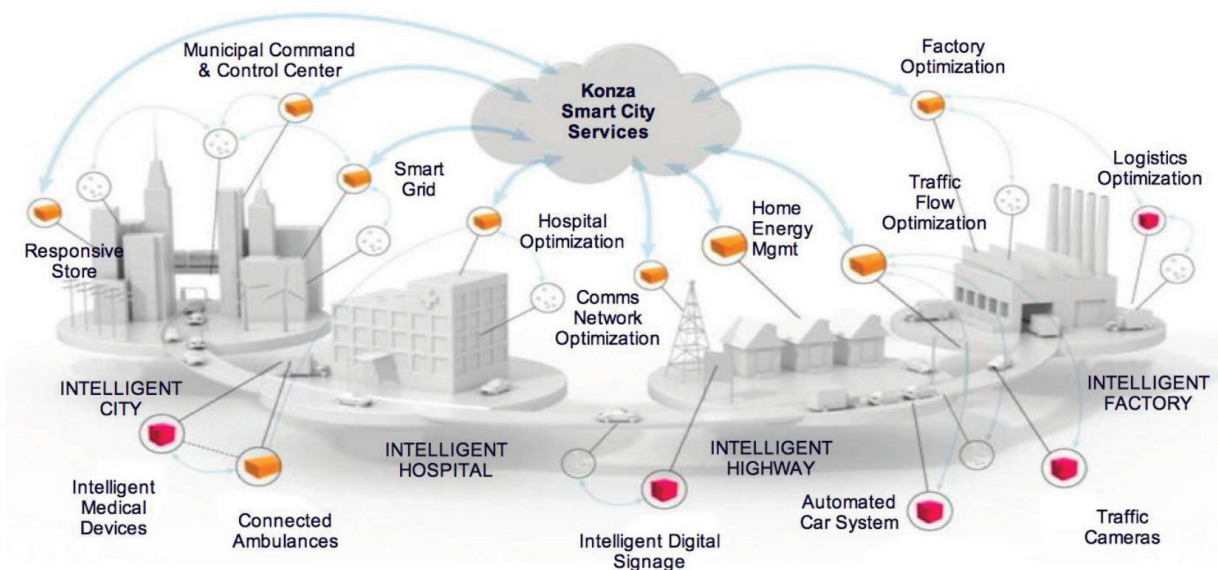 Municipal Command
& Control Center
Konza
Smart City
Services
Factory
Optimization
Smart
Grid
Logistics
Optimization
Traffic
Flow
Optimization
Responsive
Store
Hospital
Optimization
Home
Energy
Mgmt
Comms
Network
Optimization
INTELLIGENT
CITY
INTELLIGENT
HOSPITAL
INTELLIGENT
HIGHWAY
INTELLIGENT
FACTORY
Intelligent
Medical
Devices
Connected
Ambulances
Intelligent Digital
Signage
Automated
Car System
Traffic
Cameras